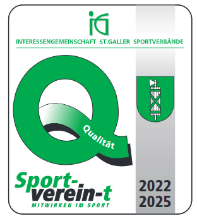 iG
INTERESSENGEMEINSCHAFT ST.GALLER SPORTVERBÄNDE
Qualität
Sport-
verein-t
MITWIRKEN IM SPORT
2022
2025